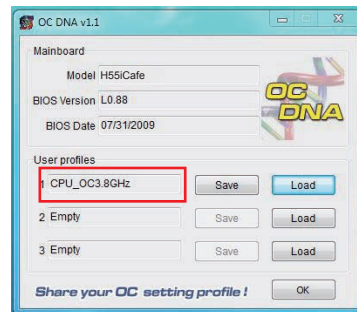 OC DNA v1.1
Mainboard
Model H55iCafe
BIOS Version L0.88
BIOS Date 07/31/2009
OC
DNA
User profiles
1 CPU_OC3.8GHz Save Load
2 Empty Save Load
3 Empty Save Load
Share your OC setting profile! OK